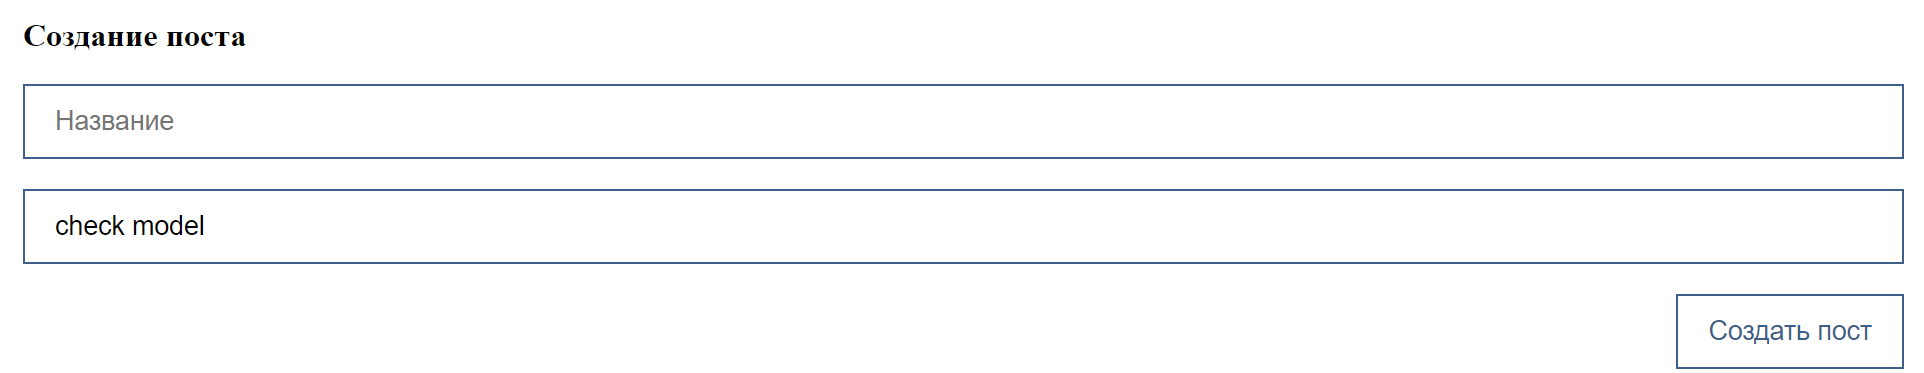 Создание поста
Название
check model
Создать пост